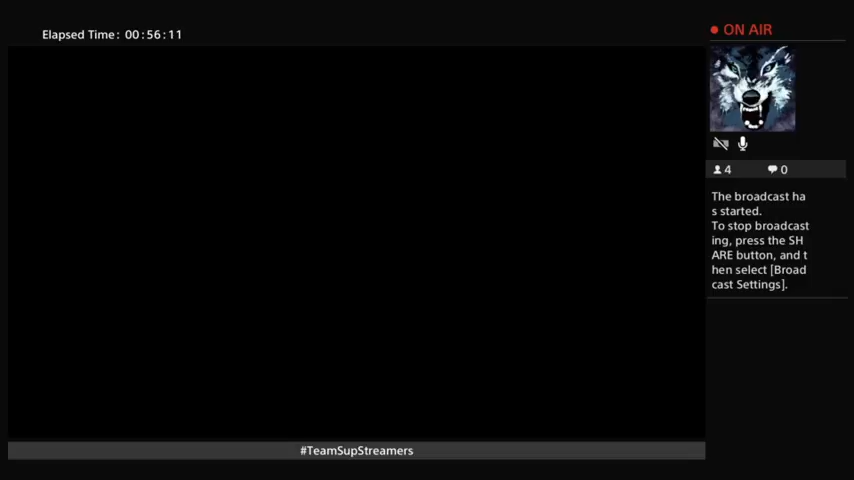 Elapsed Time: 00:56:11
ON AIR
4
0
The broadcast ha
s started.
To stop broadcast
ing, press the SH
ARE button, and t
hen select [Broad
cast Settings].
#TeamSupStreamers